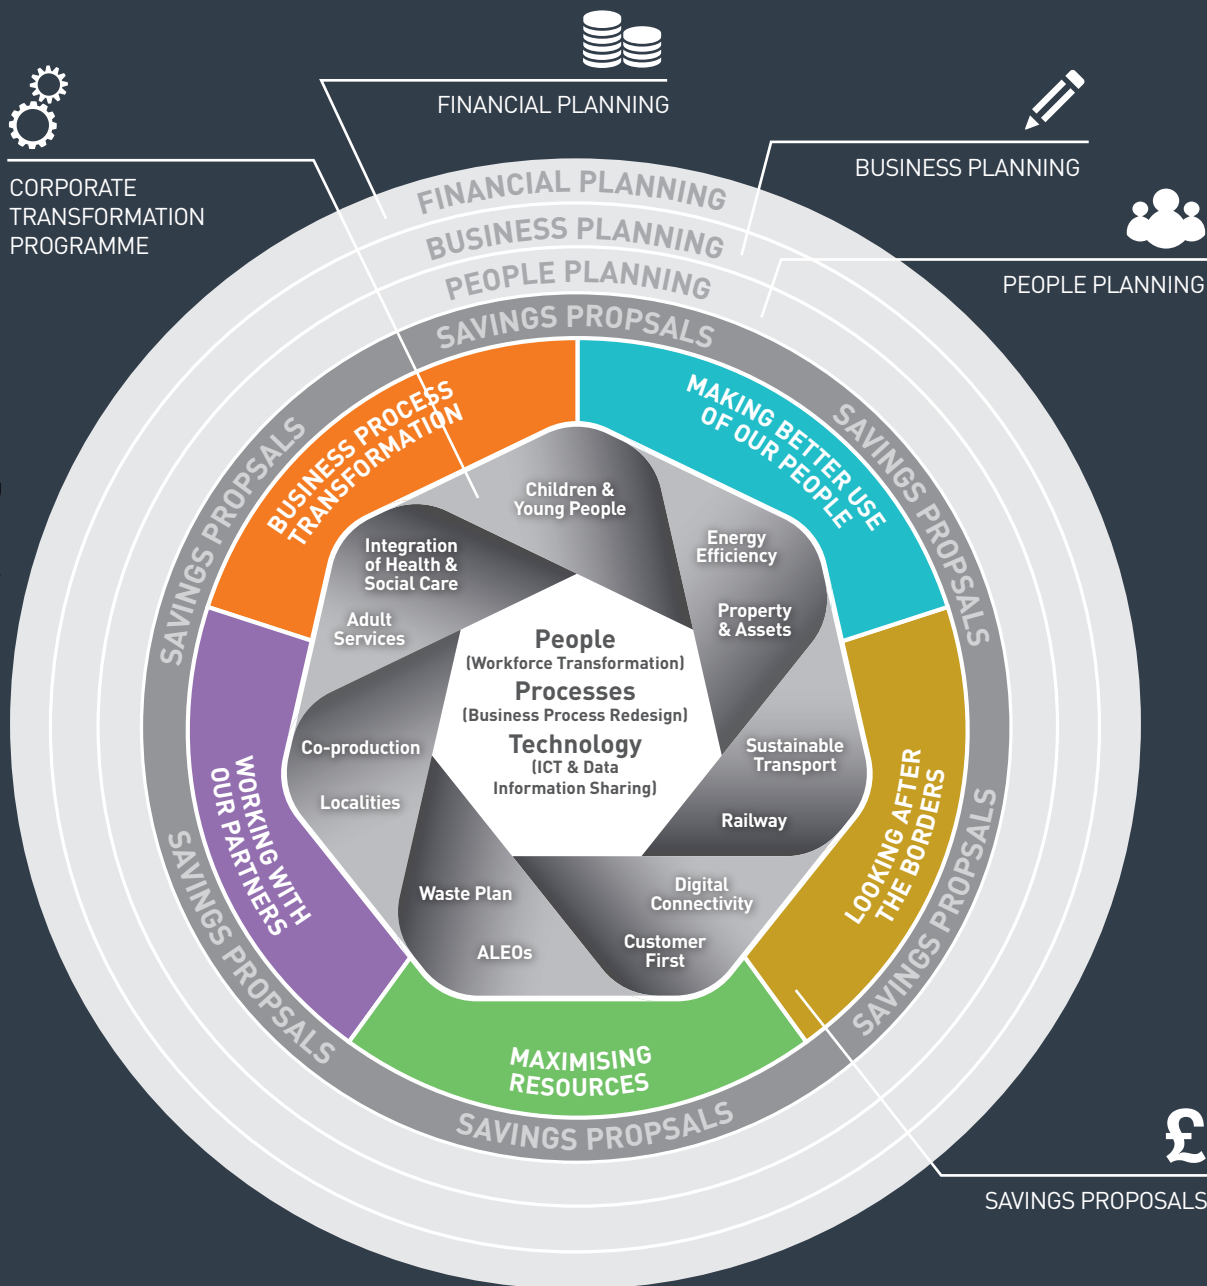 FINANCIAL PLANNING
BUSINESS PLANNING
CORPORATE
TRANSFORMATION
PROGRAMME
PEOPLE PLANNING
FINANCIAL PLANNING
BUSINESS PLANNING
PEOPLE PLANNING
SAVINGS PROPSALS
SAVINGS PROPSALS
SAVINGS PROPSALS
BUSINESS PROCESS
TRANSFORMATION
MAKING BETTER USE
OF OUR PEOPLE
Children &
Young People
Energy
Efficiency
Integration
of Health &
Social Care
Adult
Services
Property
& Assets
People
(Workforce Transformation)
Processes
(Business Process Redesign)
Technology
(ICT & Data
Information Sharing)
Co-production
Localities
Sustainable
Transport
Railway
WORKING WITH
OUR PARTNERS
LOOKING AFTER
THE BORDERS
Waste Plan
ALEOs
Digital
Connectivity
Customer
First
SAVINGS PROPSALS
SAVINGS PROPSALS
MAXIMISING
RESOURCES
SAVINGS PROPSALS
£
SAVINGS PROPOSALS